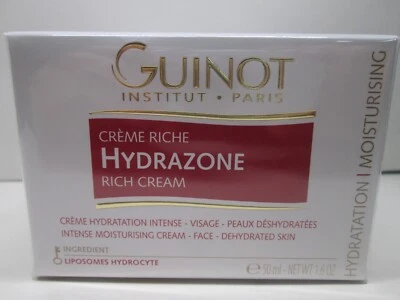 GUINOT
INSTITUT • PARIS
CRÈME RICHE
HYDRAZONE
RICH CREAM
CRÈME HYDRATATION INTENSE - VISAGE - PEAUX DÉSHYDRATÉES
INTENSE MOISTURISING CREAM - FACE - DEHYDRATED SKIN
INGREDIENT
LIPOSOMES HYDROCYTE
50 ml - NET WT 1.6 OZ
HYDRATATION | MOISTURISING